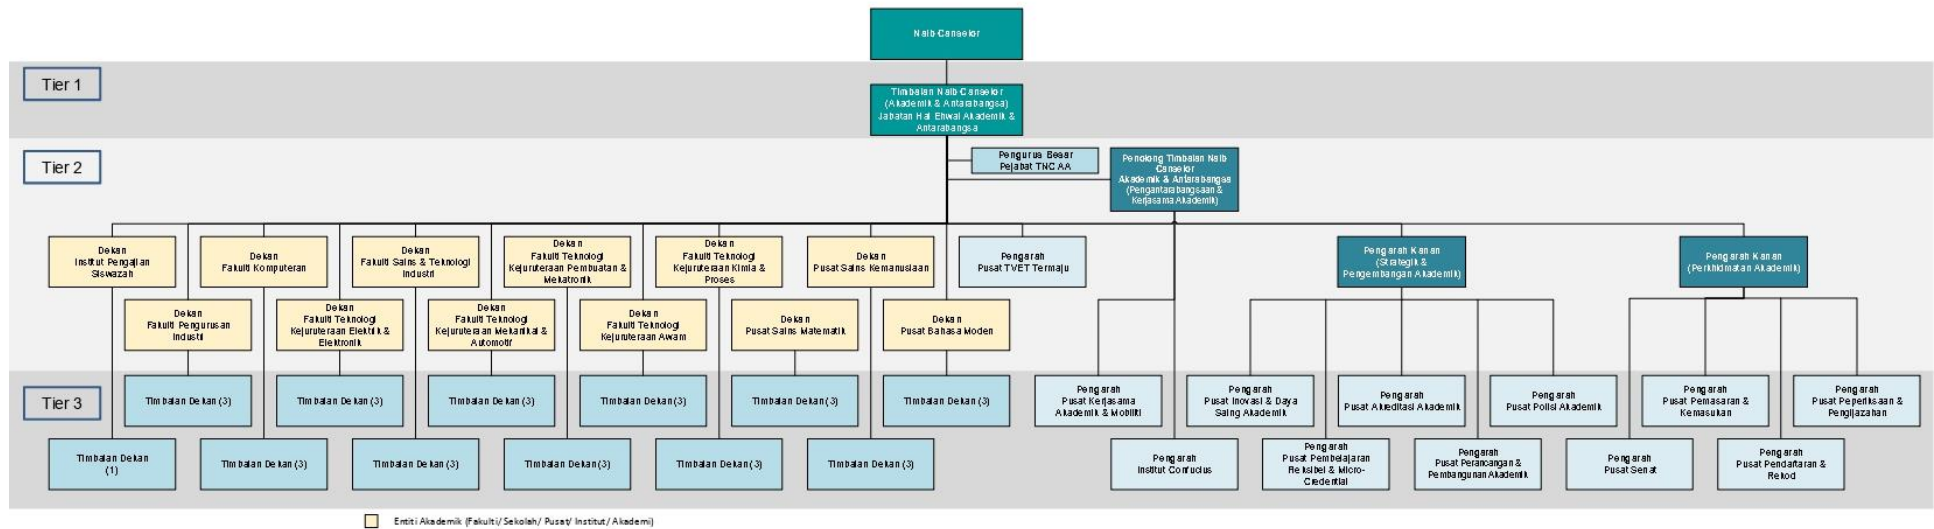 Naib Canselor
Tier 1
Timbalan Naib Canselor
(Akademik & Antarabangsa)
Jabatan Hal Ehwal Akademik &
Antarabangsa
Tier 2
Pengurus Besar
Pejabat TNC AA
Penolong Timbalan Naib
Canselor
Akademik & Antarabangsa
(Pengantarabangsaan &
Kerjasama Akademik)
Dekan
Institut Pengajian
Siswazah
Dekan
Fakulti Komputeran
Dekan
Fakulti Sains & Teknologi
Industri
Dekan
Fakulti Teknologi
Kejuruteraan Pembuatan &
Mekatronik
Dekan
Fakulti Teknologi
Kejuruteraan Kimia &
Proses
Dekan
Pusat Sains Kemanusiaan
Pengarah
Pusat TVET Termaju
Pengarah Kanan
(Strategik &
Pengembangan Akademik)
Pengarah Kanan
(Perkhidmatan Akademik)
Dekan
Fakulti Pengurusan
Industri
Dekan
Fakulti Teknologi
Kejuruteraan Elektrik &
Elektronik
Dekan
Fakulti Teknologi
Kejuruteraan Mekanikal &
Automotif
Dekan
Fakulti Teknologi
Kejuruteraan Awam
Dekan
Pusat Sains Matematik
Dekan
Pusat Bahasa Moden
Tier 3
Timbalan Dekan (3)
Timbalan Dekan (3)
Timbalan Dekan (3)
Timbalan Dekan (3)
Timbalan Dekan (3)
Timbalan Dekan (3)
Pengarah
Pusat Kerjasama
Akademik & Mobiliti
Pengarah
Pusat Inovasi & Daya
Saing Akademik
Pengarah
Pusat Akreditasi Akademik
Pengarah
Pusat Polisi Akademik
Pengarah
Pusat Pemasaran &
Kemasukan
Pengarah
Pusat Peperiksaan &
Pengijazahan
Timbalan Dekan
(1)
Timbalan Dekan (3)
Timbalan Dekan (3)
Timbalan Dekan (3)
Timbalan Dekan (3)
Timbalan Dekan (3)
Pengarah
Institut Confucius
Pengarah
Pusat Pembelajaran
Fleksibel & Micro-
Credential
Pengarah
Pusat Perancangan &
Pembangunan Akademik
Pengarah
Pusat Senat
Pengarah
Pusat Pendaftaran &
Rekod
Entiti Akademik (Fakulti/ Sekolah/ Pusat/ Institut/ Akademi)